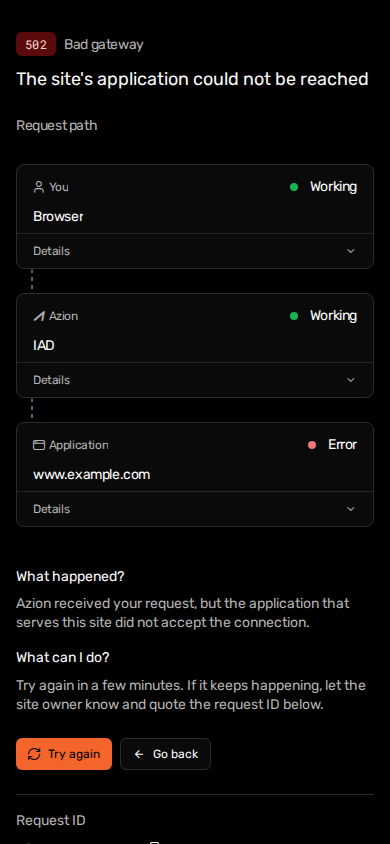 502 Bad gateway
The site's application could not be reached
Request path
You Working
Browser
Details
Azion Working
IAD
Details
Application Error
www.example.com
Details
What happened?
Azion received your request, but the application that
serves this site did not accept the connection.
What can I do?
Try again in a few minutes. If it keeps happening, let the
site owner know and quote the request ID below.
Try again Go back
Request ID